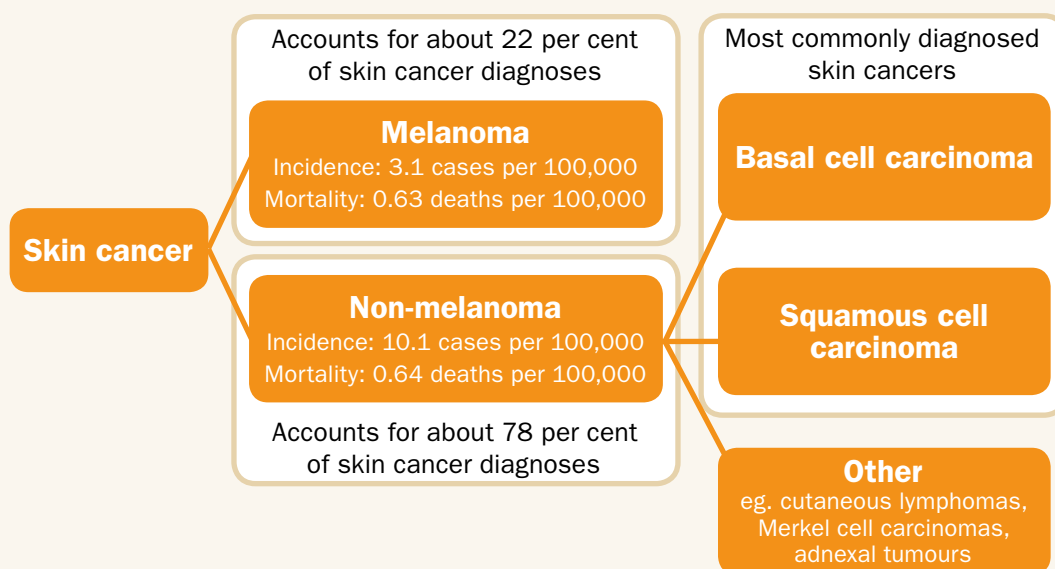 Accounts for about 22 per cent
of skin cancer diagnoses
Melanoma
Incidence: 3.1 cases per 100,000
Mortality: 0.63 deaths per 100,000
Skin cancer
Non-melanoma
Incidence: 10.1 cases per 100,000
Mortality: 0.64 deaths per 100,000
Accounts for about 78 per cent
of skin cancer diagnoses
Most commonly diagnosed
skin cancers
Basal cell carcinoma
Squamous cell
carcinoma
Other
eg. cutaneous lymphomas,
Merkel cell carcinomas,
adnexal tumours